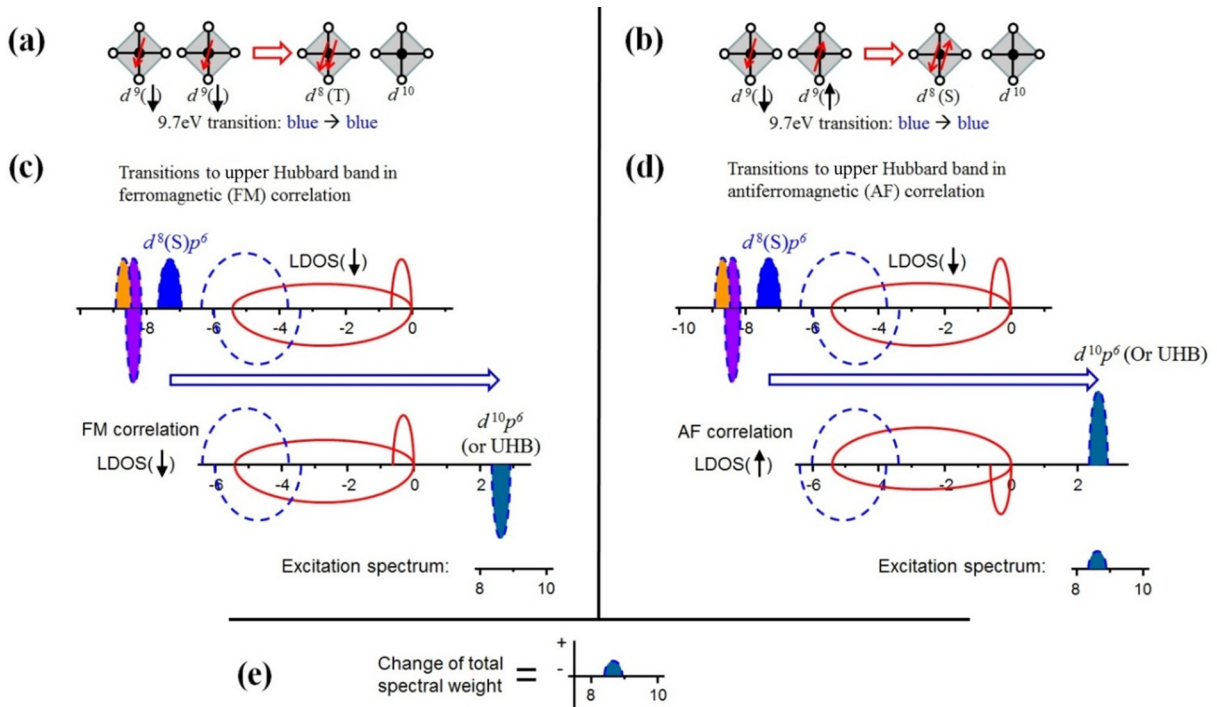 (a)
d⁹(↓) d⁹(↓) d⁸(T) d¹⁰
9.7eV transition: blue → blue
(b)
d⁹(↓) d⁹(↑) d⁸(S) d¹⁰
9.7eV transition: blue → blue
(c)
Transitions to upper Hubbard band in
ferromagnetic (FM) correlation
d⁸(S)p⁶
LDOS(↓)
-8 -6 -4 -2 0
FM correlation
LDOS(↓)
d¹⁰p⁶
(or UHB)
-6 -4 -2 0 2
Excitation spectrum:
8 10
(d)
Transitions to upper Hubbard band in
antiferromagnetic (AF) correlation
d⁸(S)p⁶
LDOS(↓)
-10 -8 -6 -4 -2 0
d¹⁰p⁶ (Or UHB)
AF correlation
LDOS(↑)
-6 -4 -2 0 2
Excitation spectrum:
8 10
(e)
Change of total
spectral weight
=
+
-
8 10